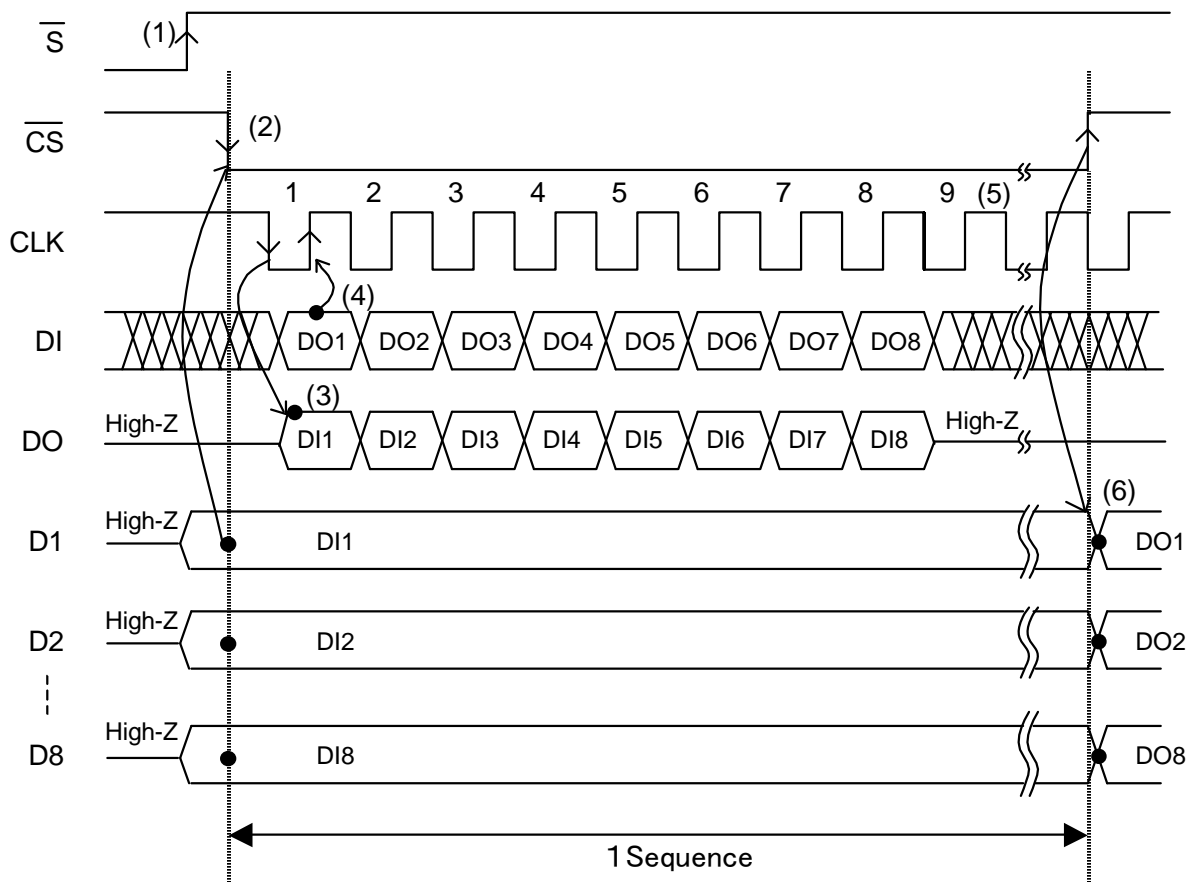 S (1)
CS (2)
1 2 3 4 5 6 7 8 9 (5)
CLK
(4)
DI DO1 DO2 DO3 DO4 DO5 DO6 DO7 DO8
(3)
DO High-Z DI1 DI2 DI3 DI4 DI5 DI6 DI7 DI8 High-Z
(6)
D1 High-Z DI1 DO1
D2 High-Z DI2 DO2
D8 High-Z DI8 DO8
1 Sequence